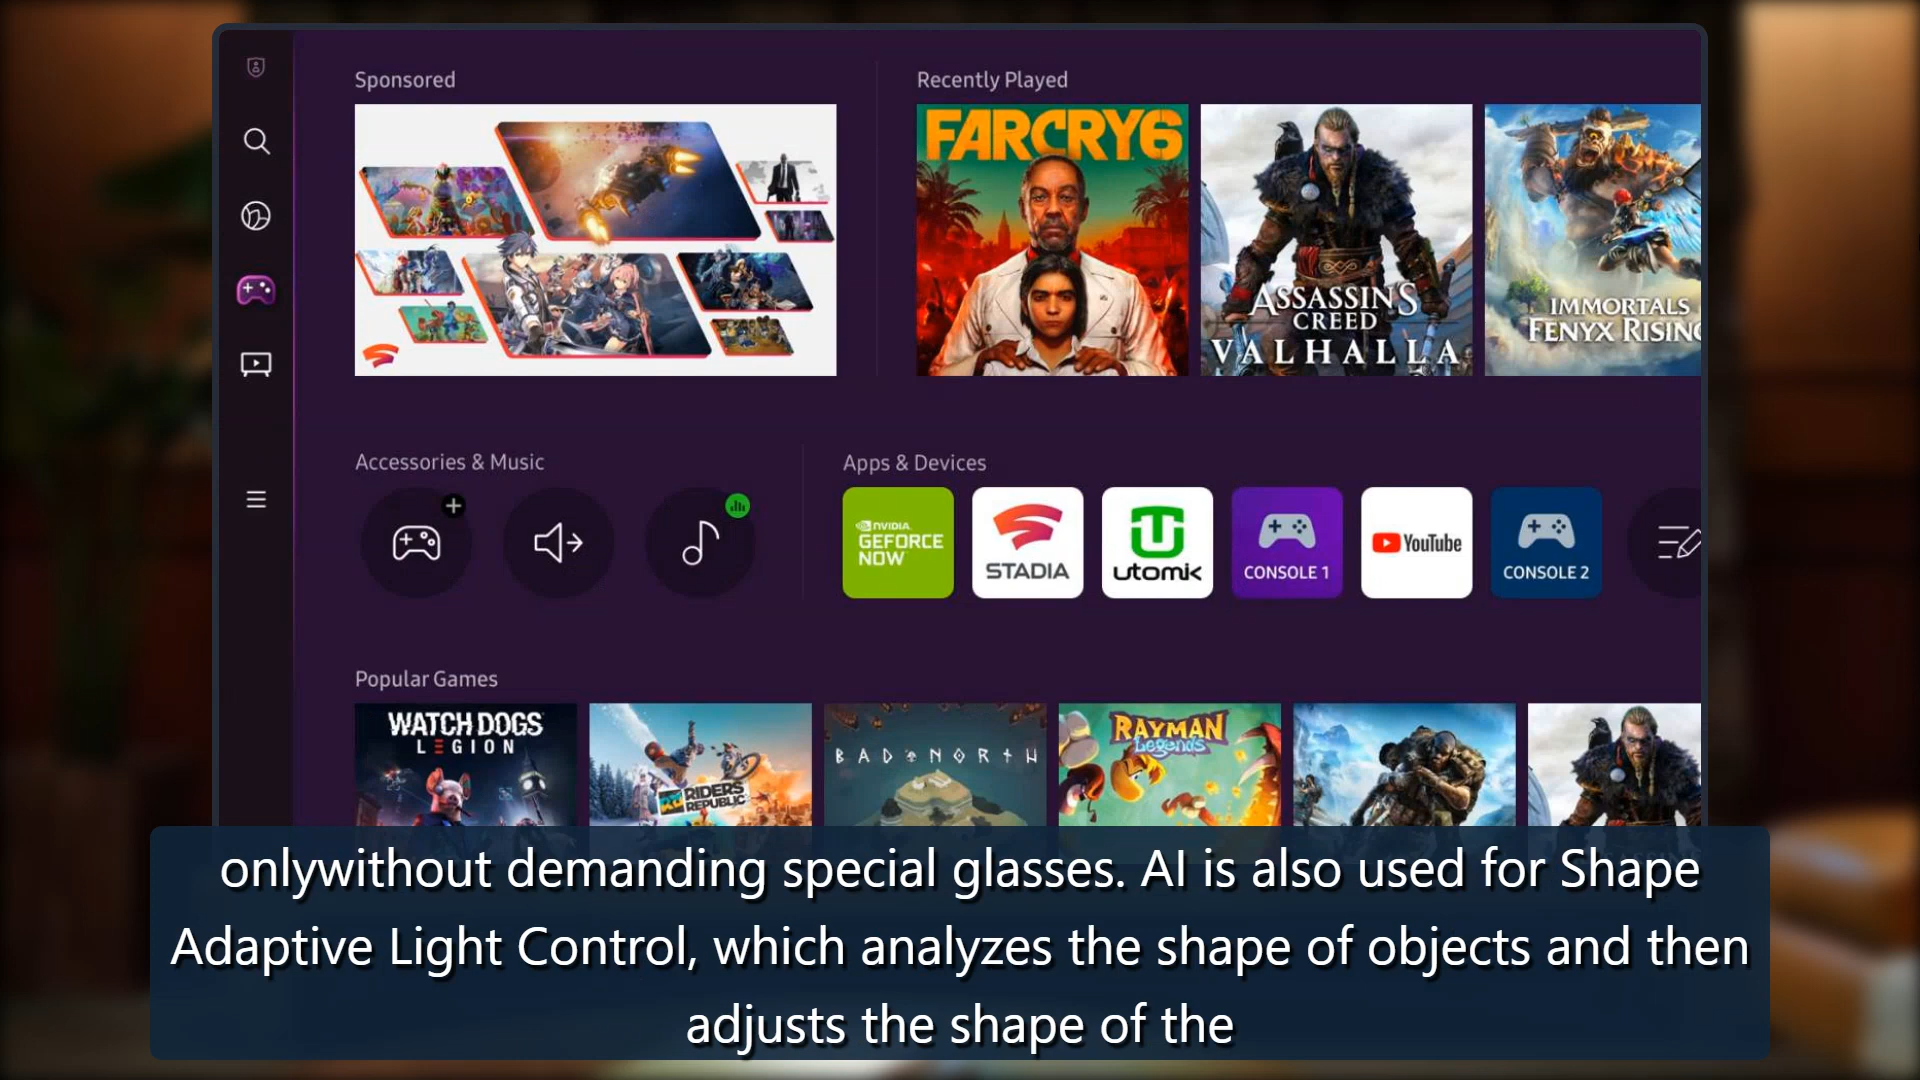 Sponsored
Recently Played
FARCRY6
ASSASSIN'S
CREED
VALHALLA
IMMORTALS
FENYX RISING
Accessories & Music
Apps & Devices
NVIDIA.
GEFORCE
NOW
STADIA
utomik
CONSOLE 1
YouTube
CONSOLE 2
Popular Games
WATCH DOGS
LEGION
RIDERS
REPUBLIC
BAD NORTH
RAYMAN
Legends
onlywithout demanding special glasses. AI is also used for Shape
Adaptive Light Control, which analyzes the shape of objects and then
adjusts the shape of the